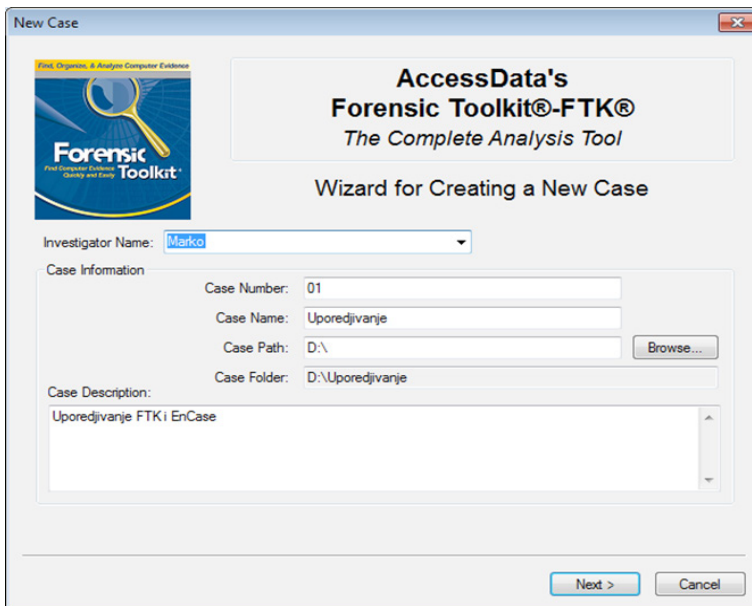 New Case
Find, Organize, & Analyze Computer Evidence
Forensic
Toolkit®
Find Computer Evidence
Quickly and Easily
AccessData's
Forensic Toolkit®-FTK®
The Complete Analysis Tool
Wizard for Creating a New Case
Investigator Name: Marko
Case Information
Case Number: 01
Case Name: Uporedjivanje
Case Path: D:\ Browse...
Case Folder: D:\Uporedjivanje
Case Description:
Uporedjivanje FTK i EnCase
Next > Cancel